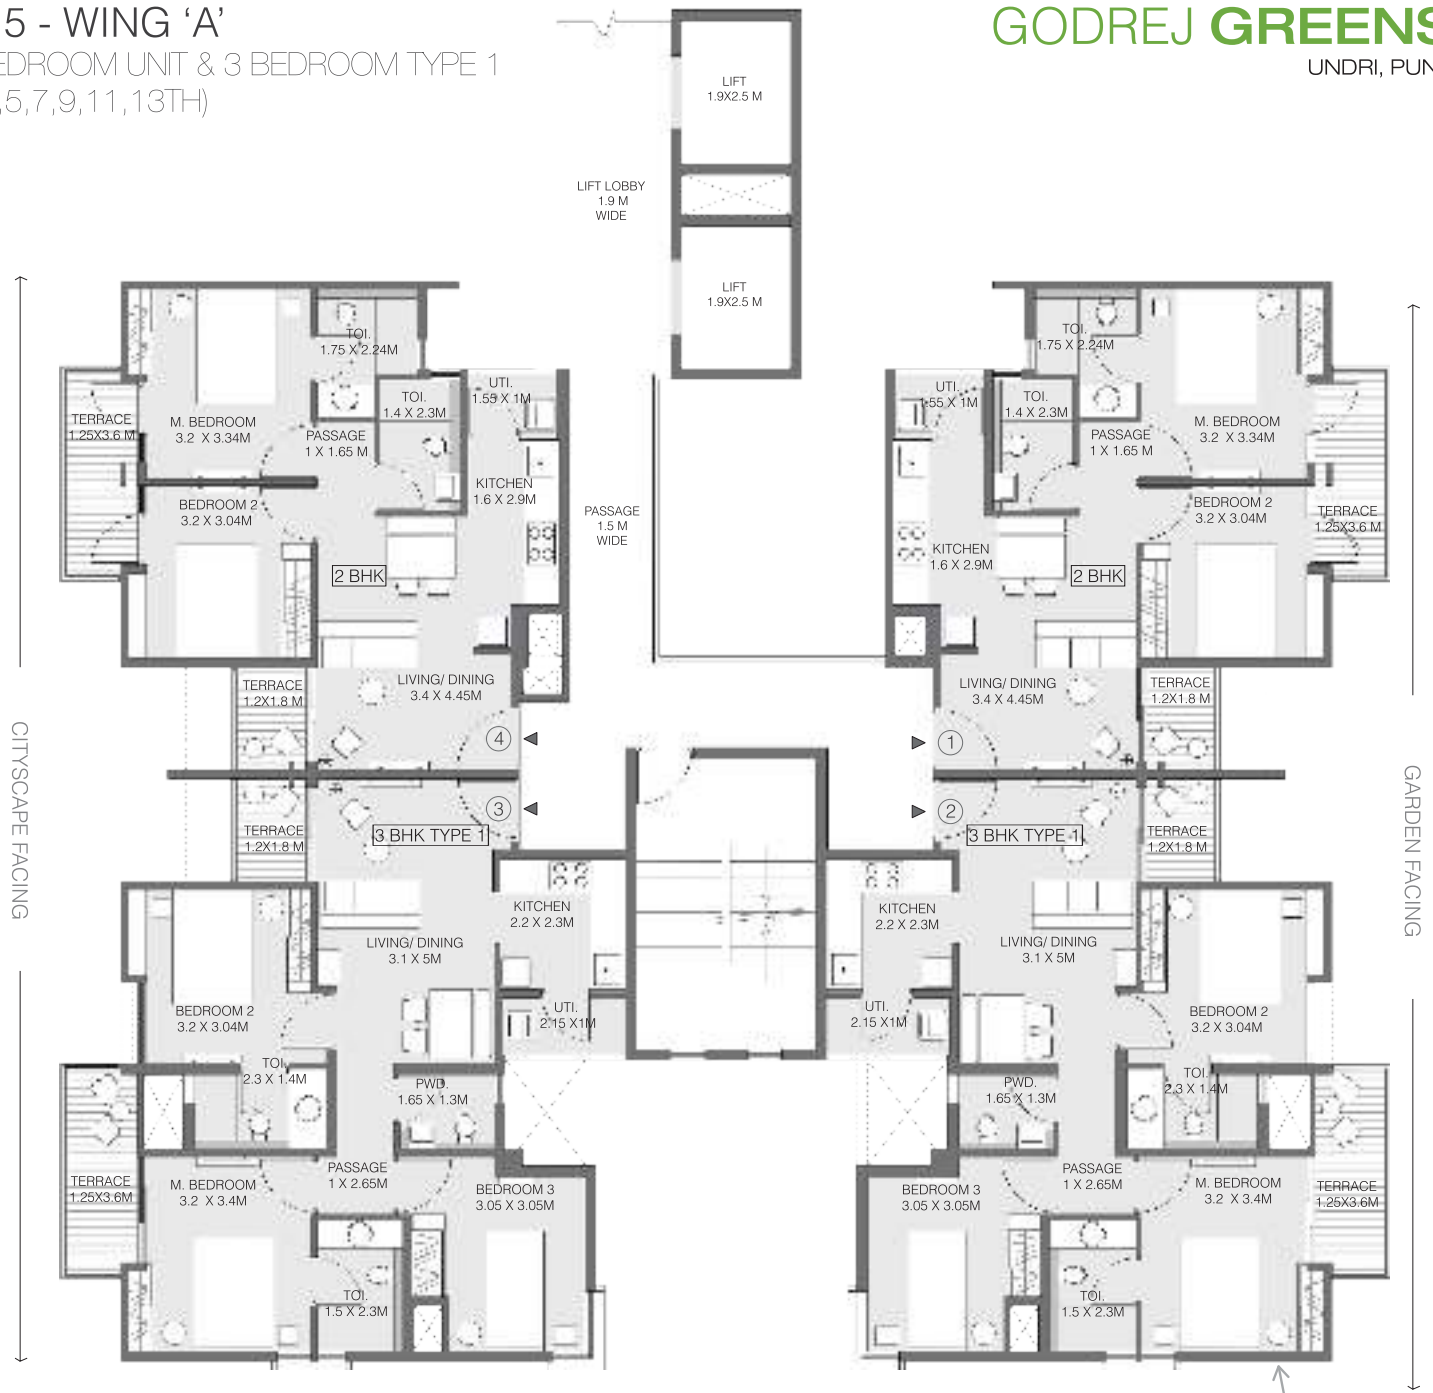 5 - WING ‘A’
EDROOM UNIT & 3 BEDROOM TYPE 1
,5,7,9,11,13TH)
GODREJ GREENS
UNDRI, PUN
LIFT
1.9X2.5 M
LIFT LOBBY
1.9 M
WIDE
LIFT
1.9X2.5 M
PASSAGE
1.5 M
WIDE
CITYSCAPE FACING
GARDEN FACING
TOI.
1.75 X 2.24M
TERRACE
1.25X3.6 M
M. BEDROOM
3.2 X 3.34M
PASSAGE
1 X 1.65 M
TOI.
1.4 X 2.3M
UTI.
1.55 X 1M
KITCHEN
1.6 X 2.9M
BEDROOM 2
3.2 X 3.04M
2 BHK
LIVING/ DINING
3.4 X 4.45M
TERRACE
1.2X1.8 M
4
TOI.
1.75 X 2.24M
UTI.
1.55 X 1M
TOI.
1.4 X 2.3M
PASSAGE
1 X 1.65 M
M. BEDROOM
3.2 X 3.34M
BEDROOM 2
3.2 X 3.04M
TERRACE
1.25X3.6 M
KITCHEN
1.6 X 2.9M
2 BHK
LIVING/ DINING
3.4 X 4.45M
TERRACE
1.2X1.8 M
1
3
TERRACE
1.2X1.8 M
3 BHK TYPE 1
KITCHEN
2.2 X 2.3M
LIVING/ DINING
3.1 X 5M
BEDROOM 2
3.2 X 3.04M
UTI.
2.15 X1M
TOI.
2.3 X 1.4M
PWD.
1.65 X 1.3M
PASSAGE
1 X 2.65M
TERRACE
1.25X3.6M
M. BEDROOM
3.2 X 3.4M
BEDROOM 3
3.05 X 3.05M
TOI.
1.5 X 2.3M
2
3 BHK TYPE 1
TERRACE
1.2X1.8 M
KITCHEN
2.2 X 2.3M
LIVING/ DINING
3.1 X 5M
UTI.
2.15 X1M
BEDROOM 2
3.2 X 3.04M
PWD.
1.65 X 1.3M
TOI.
2.3 X 1.4M
PASSAGE
1 X 2.65M
BEDROOM 3
3.05 X 3.05M
M. BEDROOM
3.2 X 3.4M
TERRACE
1.25X3.6M
TOI.
1.5 X 2.3M